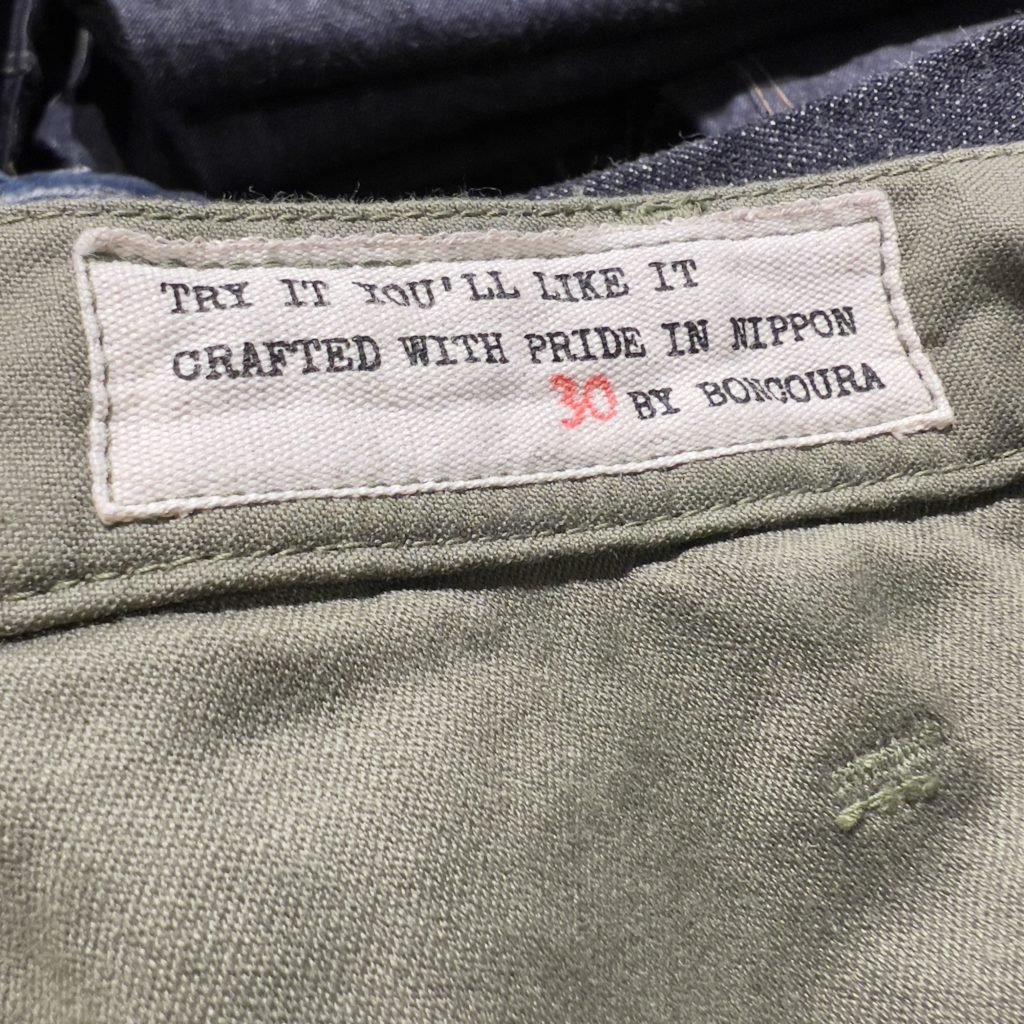 TRY IT YOU'LL LIKE IT
CRAFTED WITH PRIDE IN NIPPON
30 BY BONCOURA